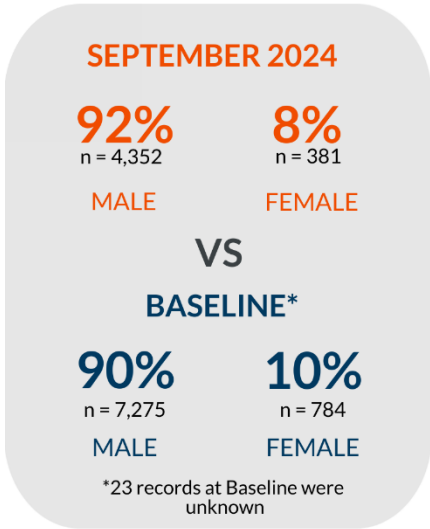 SEPTEMBER 2024
92% 8%
n = 4,352 n = 381
MALE FEMALE
VS
BASELINE*
90% 10%
n = 7,275 n = 784
MALE FEMALE
*23 records at Baseline were
unknown